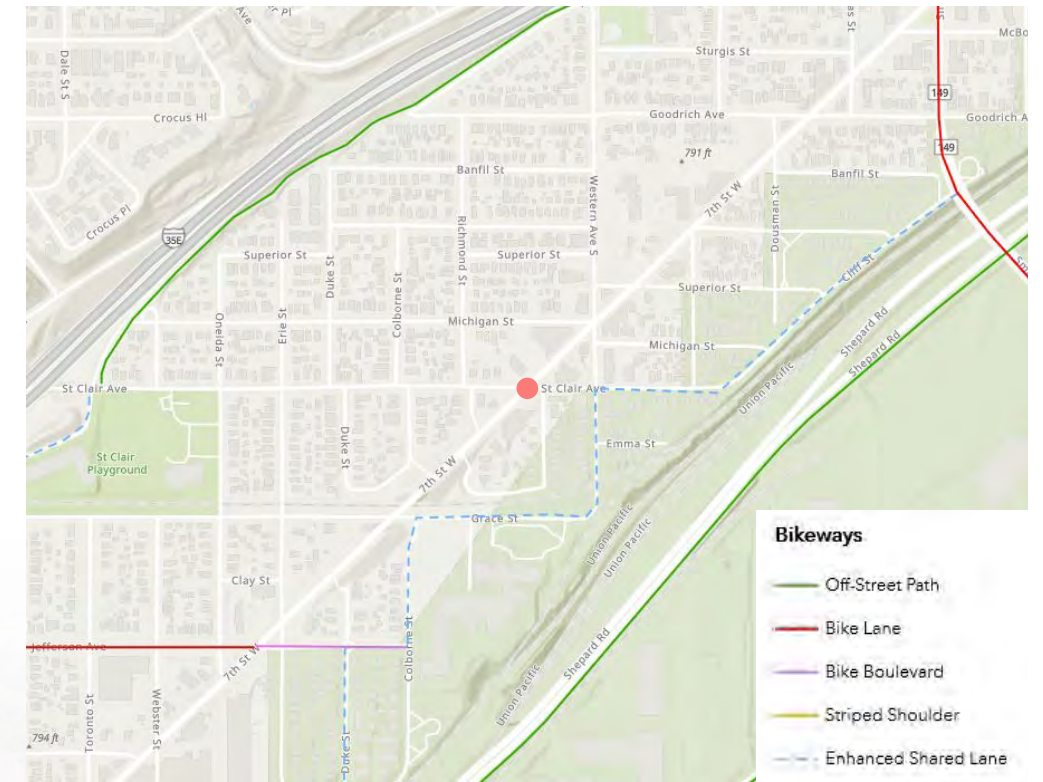 Ave
Pl
Dale St S
Sturgis St
McBo
149
Crocus Hl
Goodrich Ave
Goodrich A
149
791 ft
Banfil St
Banfil St
Crocus Pl
35E
Western Ave S
7th St W
Dousman St
Richmond St
Superior St
Superior St
Duke St
Colborne St
Cliff St
Superior St
Oneida St
Erie St
Michigan St
Michigan St
Shepard Rd
Shepard Rd
St Clair Ave
St Clair Ave
Union Pacific
Duke St
Emma St
St Clair
Playground
7th St W
Grace St
Union Pacific
Union Pacific
Clay St
Jefferson Ave
7th St W
Colborne St
Shepard Rd
Union Pacific
Toronto St
Webster St
Duke St
794 ft
Bikeways
Off-Street Path
Bike Lane
Bike Boulevard
Striped Shoulder
Enhanced Shared Lane